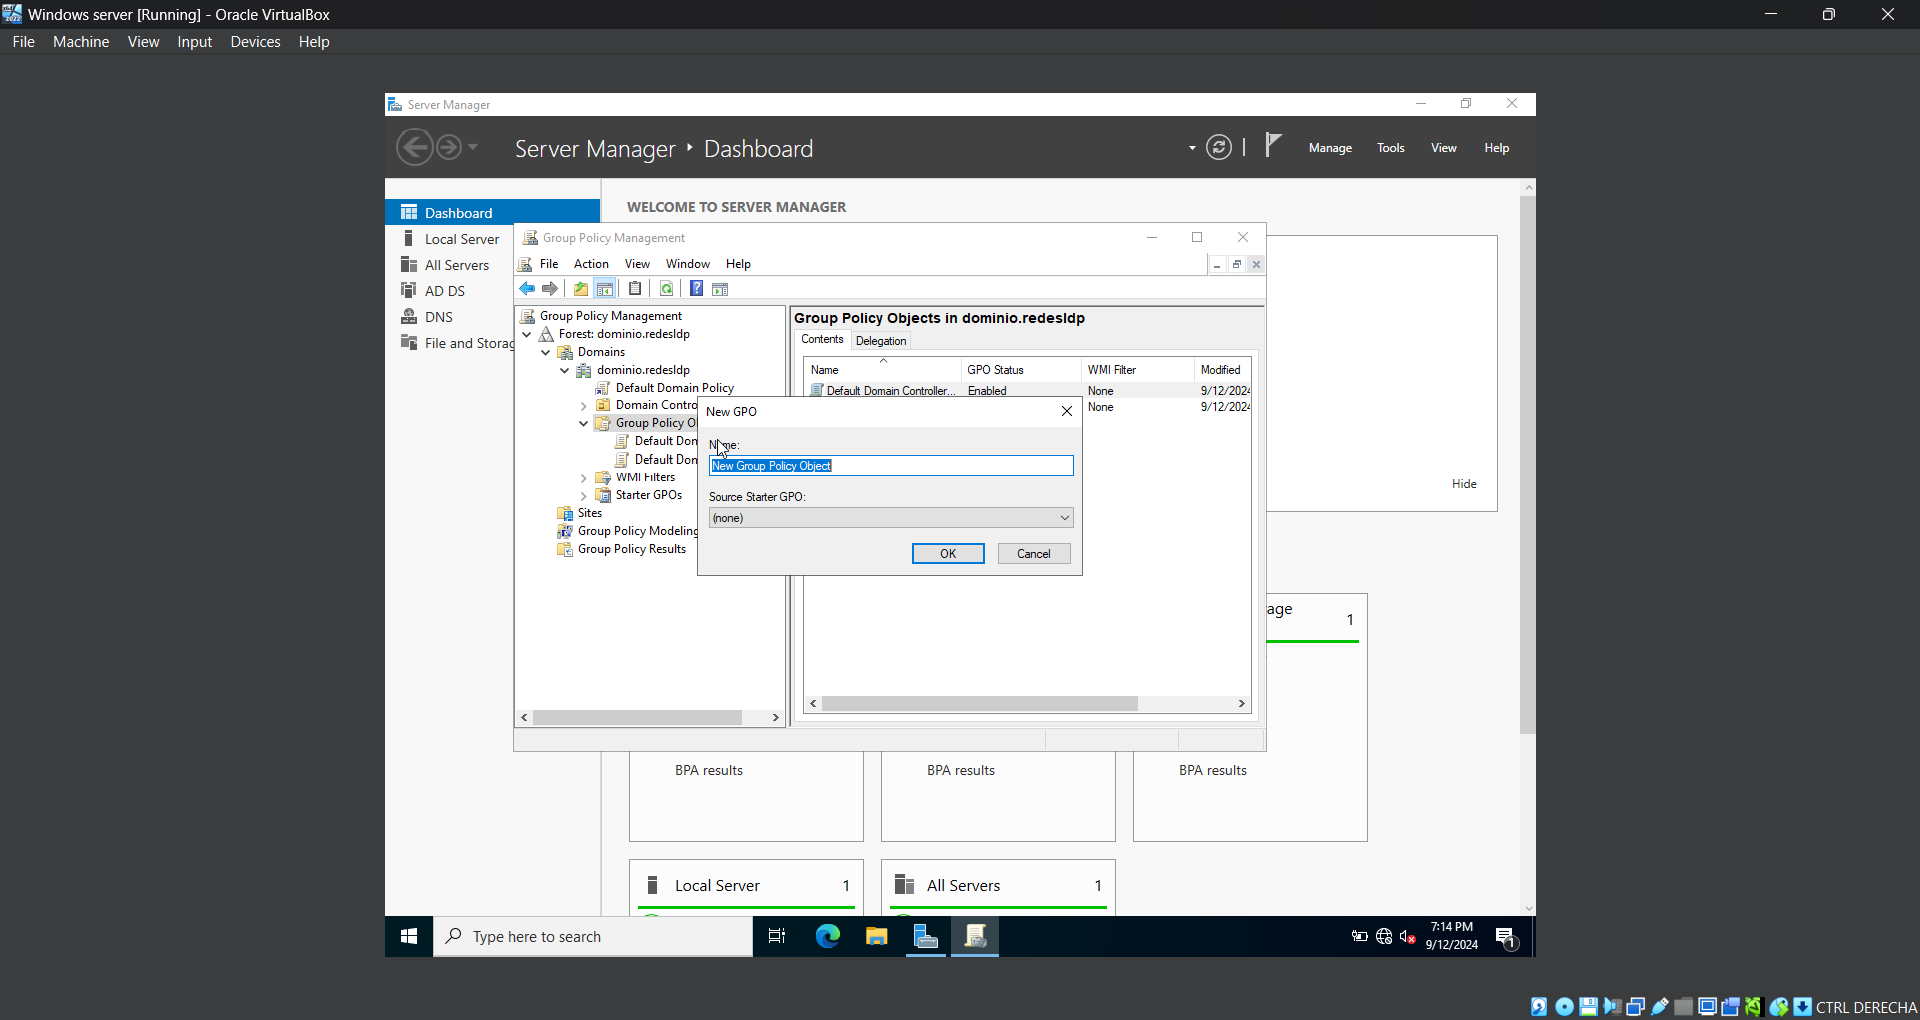 Windows server [Running] - Oracle VirtualBox
File Machine View Input Devices Help
Server Manager
Server Manager Dashboard
Manage Tools View Help
Dashboard
Local Server
All Servers
AD DS
DNS
File and Storag
WELCOME TO SERVER MANAGER
Group Policy Management
File Action View Window Help
Group Policy Management
Forest: dominio.redesldp
Domains
dominio.redesldp
Default Domain Policy
Domain Contro
Group Policy O
Default Don
Default Don
WMI Filters
Starter GPOs
Sites
Group Policy Modeling
Group Policy Results
Group Policy Objects in dominio.redesldp
Contents Delegation
Name GPO Status WMI Filter Modified
Default Domain Controller... Enabled None 9/12/2024
None 9/12/2024
New GPO
Name:
New Group Policy Object
Source Starter GPO:
(none)
OK Cancel
Hide
age 1
BPA results
BPA results
BPA results
Local Server 1
All Servers 1
Type here to search
7:14 PM
9/12/2024
1
CTRL DERECHA